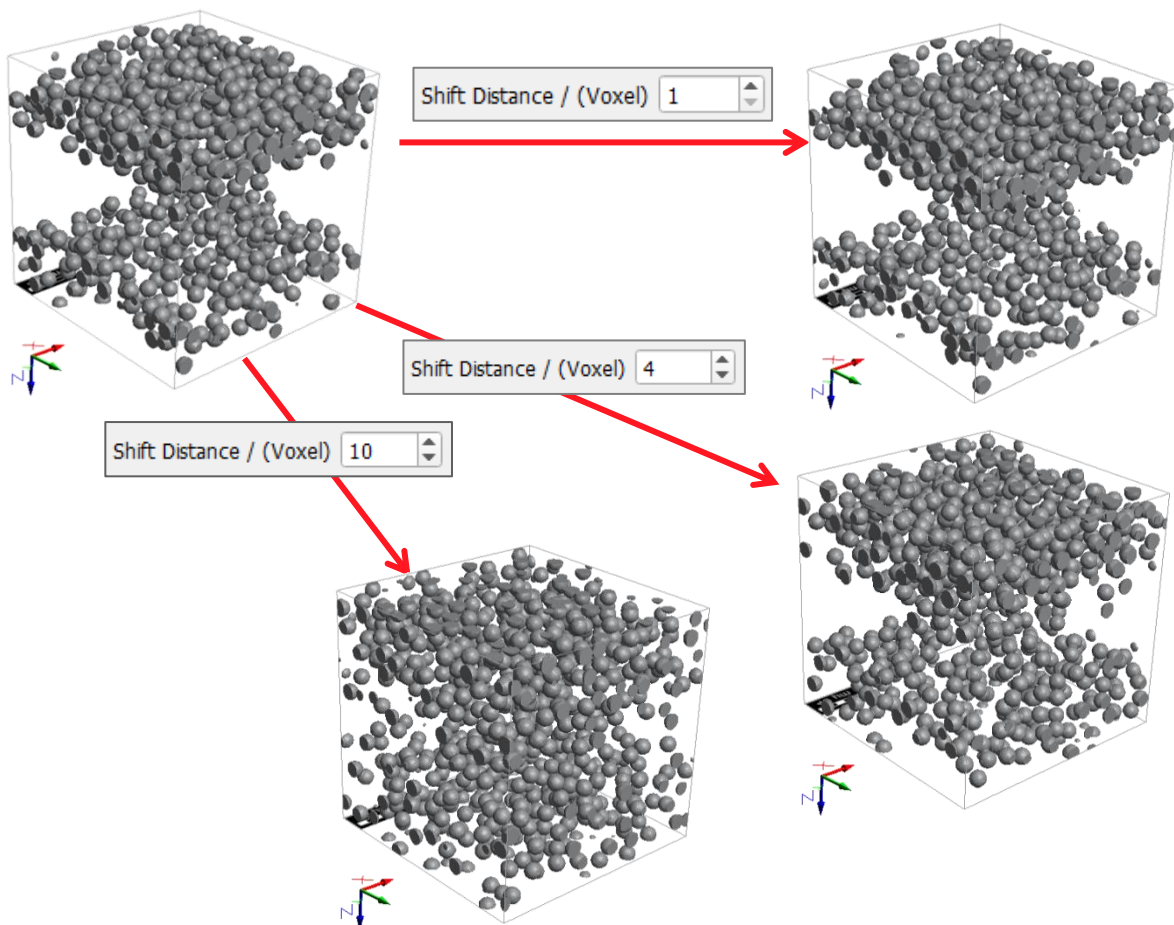 Shift Distance / (Voxel) 1
Shift Distance / (Voxel) 4
Shift Distance / (Voxel) 10
X
Z
X
Z
X
Z
X
Z